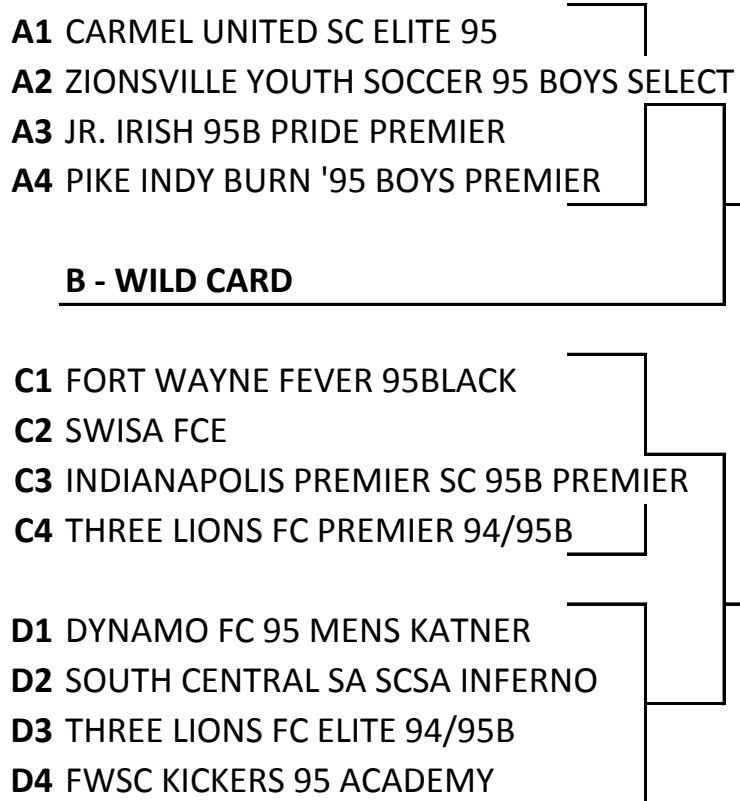 A1 CARMEL UNITED SC ELITE 95
A2 ZIONSVILLE YOUTH SOCCER 95 BOYS SELECT
A3 JR. IRISH 95B PRIDE PREMIER
A4 PIKE INDY BURN '95 BOYS PREMIER
B - WILD CARD
C1 FORT WAYNE FEVER 95BLACK
C2 SWISA FCE
C3 INDIANAPOLIS PREMIER SC 95B PREMIER
C4 THREE LIONS FC PREMIER 94/95B
D1 DYNAMO FC 95 MENS KATNER
D2 SOUTH CENTRAL SA SCSA INFERNO
D3 THREE LIONS FC ELITE 94/95B
D4 FWSC KICKERS 95 ACADEMY